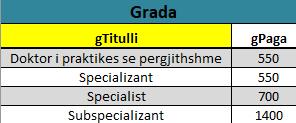 Grada
gTitulli gPaga
Doktor i praktikes se pergjithshme 550
Specializant 550
Specialist 700
Subspecializant 1400